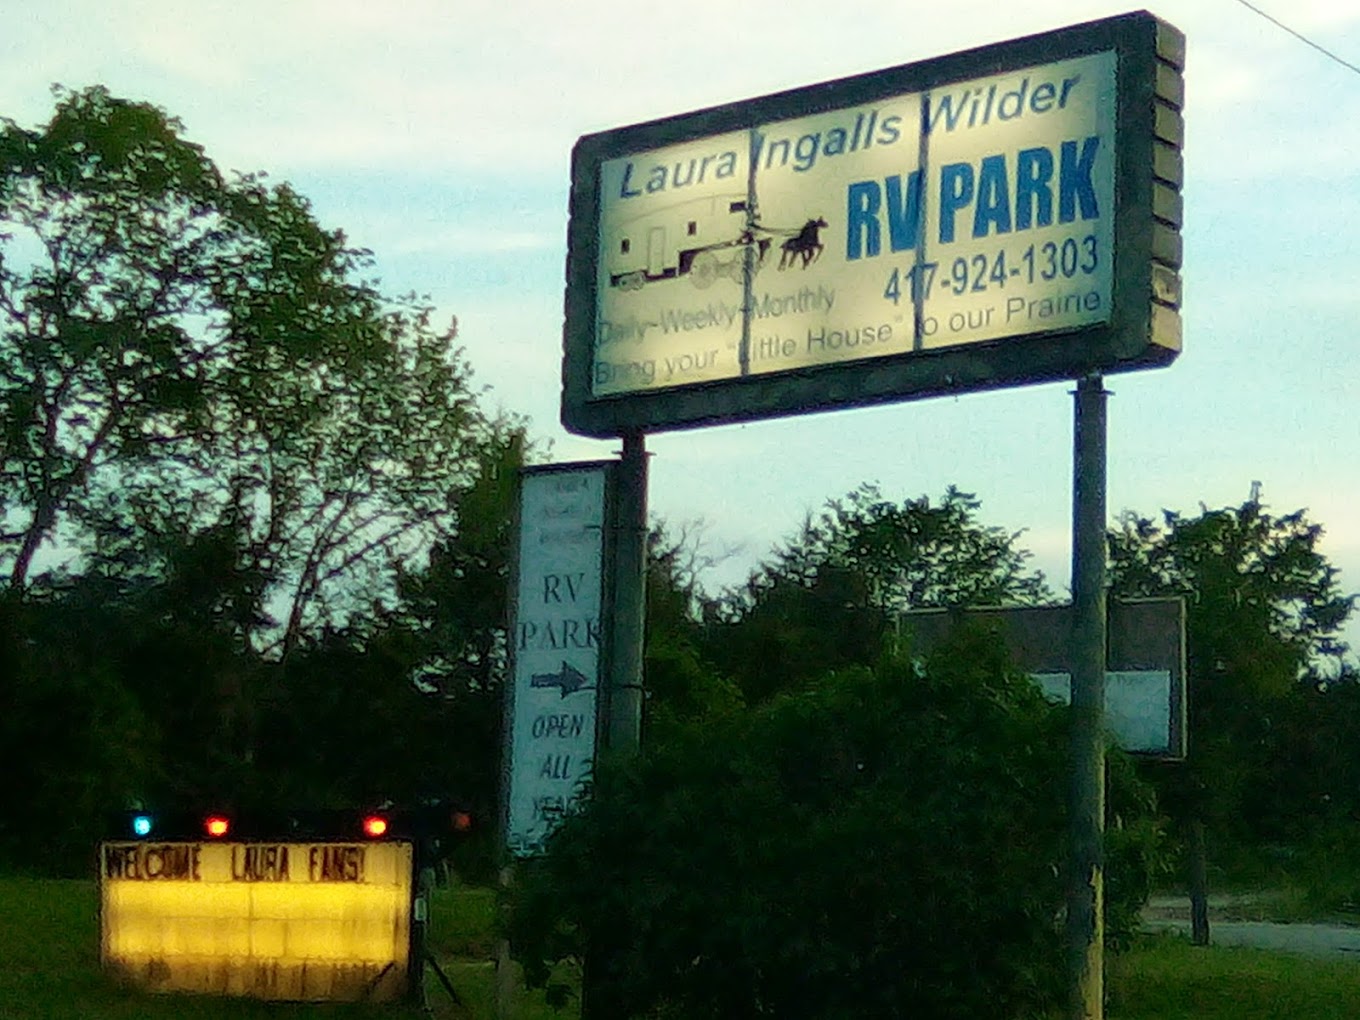 Laura Ingalls Wilder
RV PARK
417-924-1303
Daily~Weekly~Monthly
Bring your "Little House" to our Prairie
RV
PARK
OPEN
ALL
YEAR
WELCOME LAURA FANS!